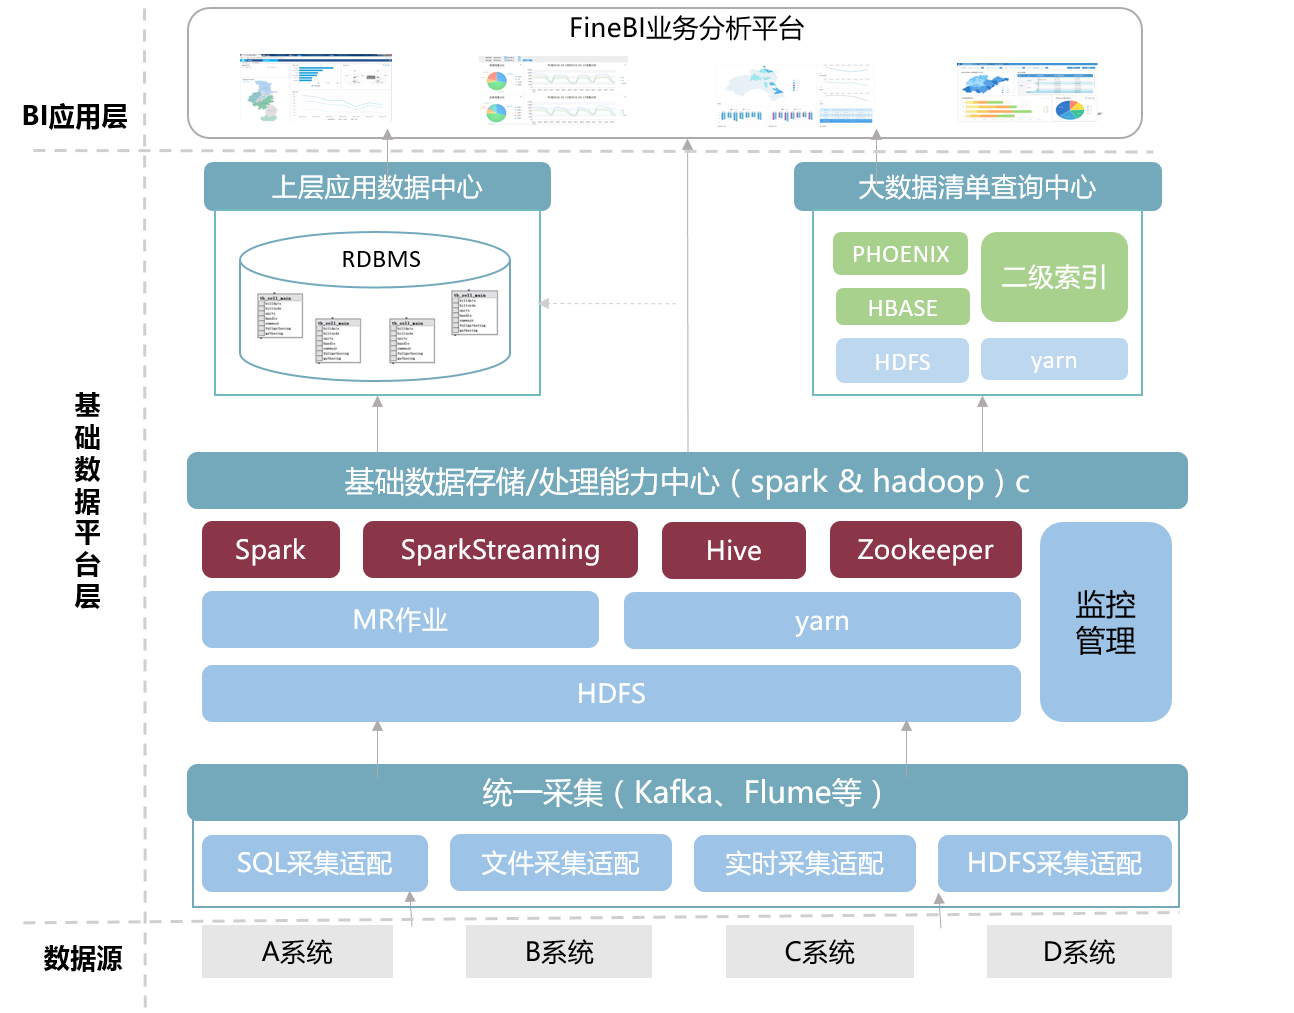 FineBI业务分析平台
BI应用层
上层应用数据中心
大数据清单查询中心
RDBMS
tb_cell_main
tb_cell_main
tb_cell_main
tb_cell_main
PHOENIX
二级索引
HBASE
HDFS
yarn
基础数据平台层
基础数据存储/处理能力中心（spark & hadoop）c
Spark
SparkStreaming
Hive
Zookeeper
MR作业
yarn
监控
管理
HDFS
统一采集（Kafka、Flume等）
SQL采集适配
文件采集适配
实时采集适配
HDFS采集适配
数据源
A系统
B系统
C系统
D系统